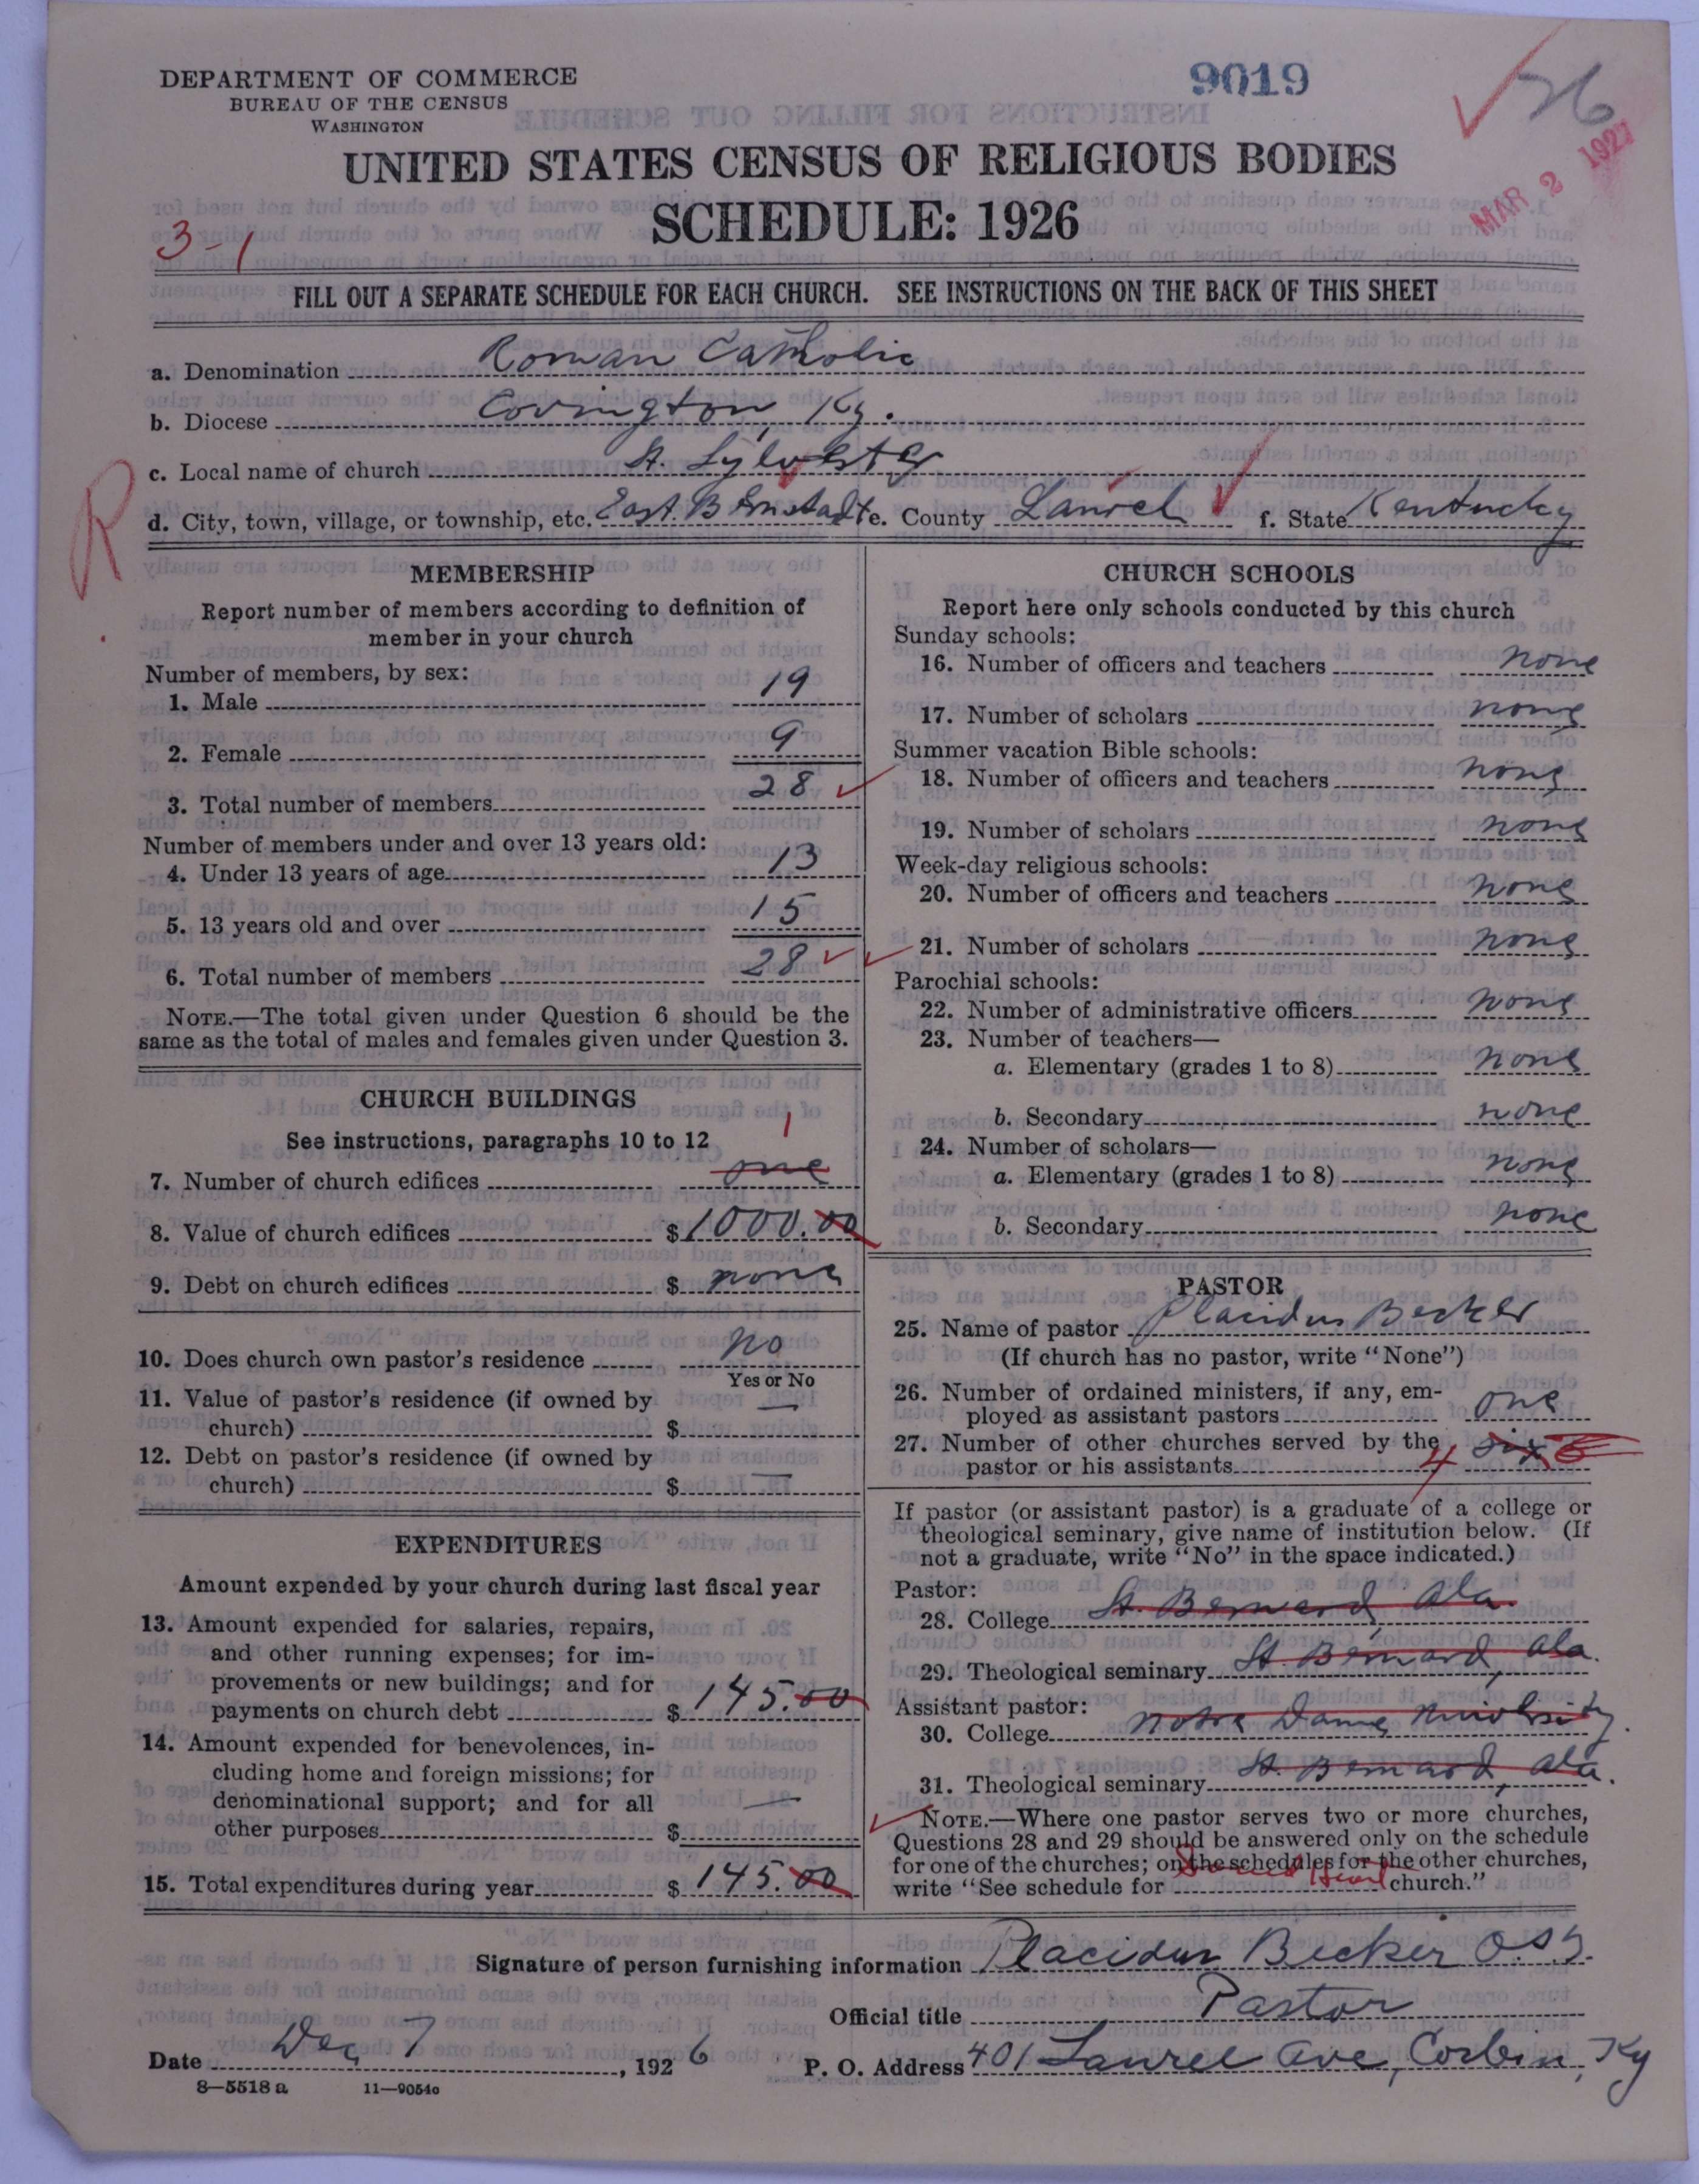 DEPARTMENT OF COMMERCE
BUREAU OF THE CENSUS
WASHINGTON
9019
26
MAR 2 1927
UNITED STATES CENSUS OF RELIGIOUS BODIES
SCHEDULE: 1926
3-1
FILL OUT A SEPARATE SCHEDULE FOR EACH CHURCH. SEE INSTRUCTIONS ON THE BACK OF THIS SHEET
a. Denomination Roman Catholic
b. Diocese Covington, Ky.
c. Local name of church St. Sylvester
R
d. City, town, village, or township, etc. East. Bernstadt e. County Laurel f. State Kentucky
MEMBERSHIP
Report number of members according to definition of
member in your church
Number of members, by sex:
1. Male 19
2. Female 9
3. Total number of members 28
Number of members under and over 13 years old:
4. Under 13 years of age 13
5. 13 years old and over 15
6. Total number of members 28
NOTE.—The total given under Question 6 should be the
same as the total of males and females given under Question 3.
CHURCH BUILDINGS
See instructions, paragraphs 10 to 12
1
7. Number of church edifices one
8. Value of church edifices $ 1000.00
9. Debt on church edifices $ none
10. Does church own pastor's residence no
Yes or No
11. Value of pastor's residence (if owned by
church) $ —
12. Debt on pastor's residence (if owned by
church) $ —
EXPENDITURES
Amount expended by your church during last fiscal year
13. Amount expended for salaries, repairs,
and other running expenses; for im-
provements or new buildings; and for
payments on church debt $ 145.00
14. Amount expended for benevolences, in-
cluding home and foreign missions; for
denominational support; and for all
other purposes $ —
15. Total expenditures during year $ 145.00
CHURCH SCHOOLS
Report here only schools conducted by this church
Sunday schools:
16. Number of officers and teachers none
17. Number of scholars none
Summer vacation Bible schools:
18. Number of officers and teachers none
19. Number of scholars none
Week-day religious schools:
20. Number of officers and teachers none
21. Number of scholars none
Parochial schools:
22. Number of administrative officers none
23. Number of teachers—
a. Elementary (grades 1 to 8) none
b. Secondary none
24. Number of scholars—
a. Elementary (grades 1 to 8) none
b. Secondary none
PASTOR
25. Name of pastor Placidus Becker
(If church has no pastor, write "None")
26. Number of ordained ministers, if any, em-
ployed as assistant pastors one
27. Number of other churches served by the
pastor or his assistants 4 six 6
If pastor (or assistant pastor) is a graduate of a college or
theological seminary, give name of institution below. (If
not a graduate, write "No" in the space indicated.)
Pastor:
28. College St. Bernard, Ala.
29. Theological seminary St. Bernard, Ala.
Assistant pastor:
30. College Notre Dame University.
31. Theological seminary St. Bernard, Ala.
NOTE.—Where one pastor serves two or more churches,
Questions 28 and 29 should be answered only on the schedule
for one of the churches; on the schedules for the other churches,
write "See schedule for Sacred Heart church."
Signature of person furnishing information Placidus Becker O.S.B.
Official title Pastor
Date Dec 7, 1926 P. O. Address 401 Laurel Ave, Corbin, Ky
8—5518 a 11—9054a